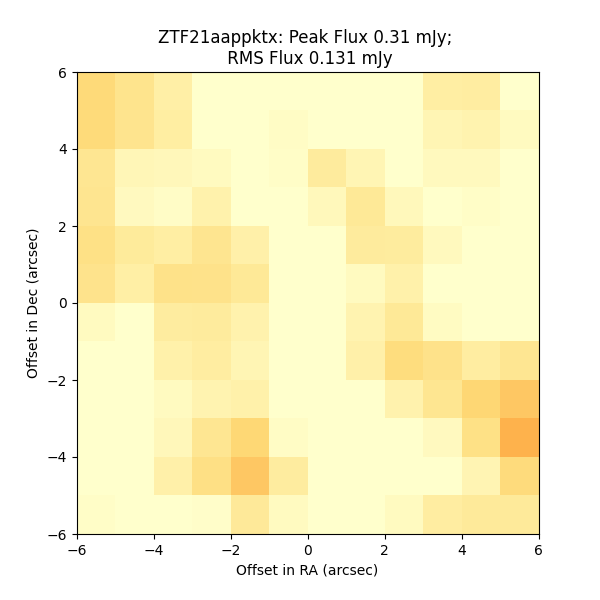 ZTF21aappktx: Peak Flux 0.31 mJy;
RMS Flux 0.131 mJy
6
4
2
0
−2
−4
−6
Offset in Dec (arcsec)
−6 −4 −2 0 2 4 6
Offset in RA (arcsec)